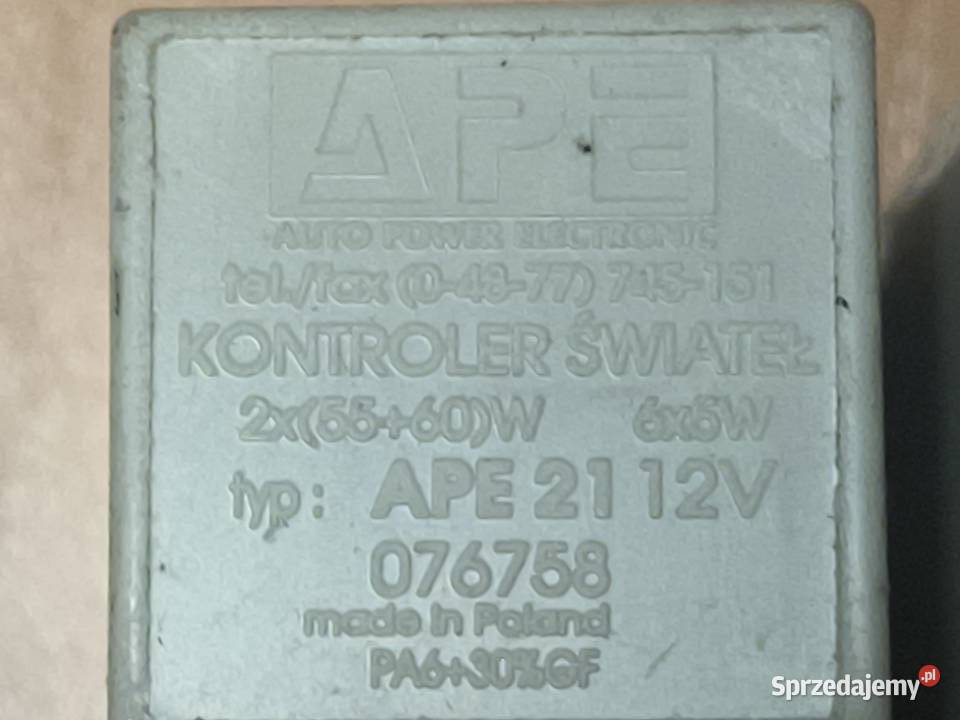 APE
AUTO POWER ELECTRONIC
tel./fax (0-48-77) 745-151
KONTROLER ŚWIATEŁ
2x(55+60)W 6x5W
typ: APE 21 12V
076758
made in Poland
PA6+30%GF
Sprzedajemy.pl